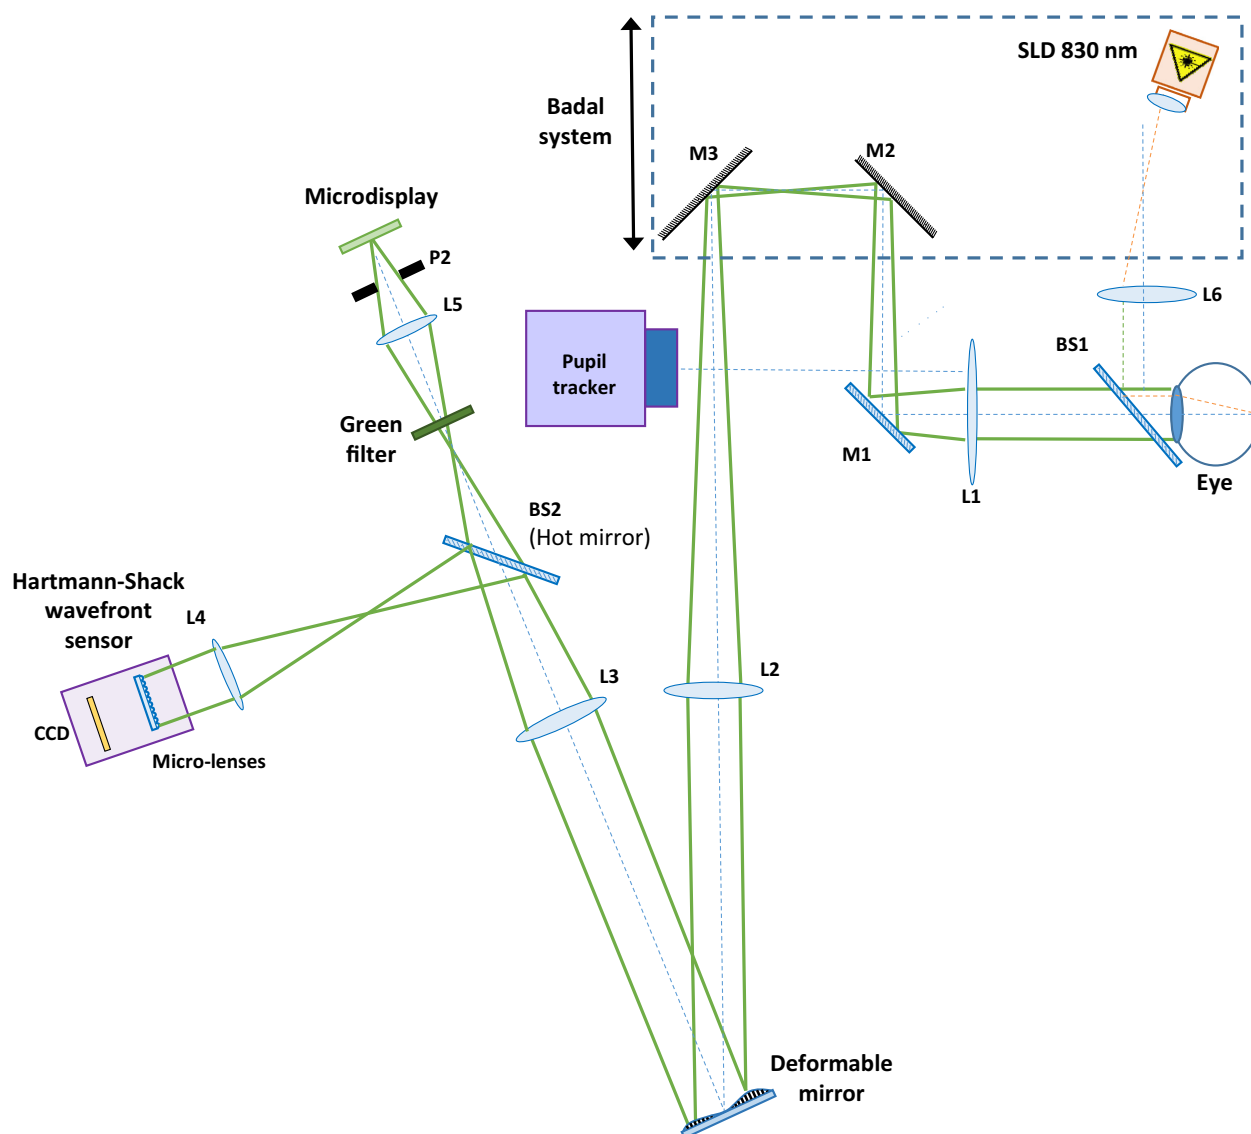 SLD 830 nm
Badal
system
M3
M2
Microdisplay
P2
L5
L6
BS1
Pupil
tracker
Green
filter
M1
L1
Eye
BS2
(Hot mirror)
Hartmann-Shack
wavefront
sensor
L4
L3
L2
CCD
Micro-lenses
Deformable
mirror